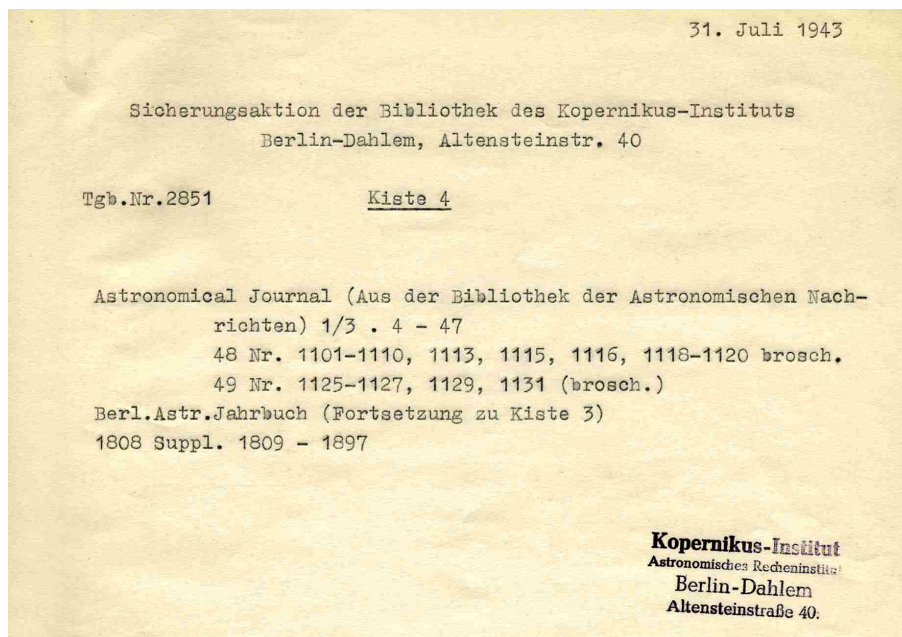 31. Juli 1943
Sicherungsaktion der Bibliothek des Kopernikus-Instituts
Berlin-Dahlem, Altensteinstr. 40
Tgb.Nr.2851 Kiste 4
Astronomical Journal (Aus der Bibliothek der Astronomischen Nach-
richten) 1/3 . 4 - 47
48 Nr. 1101-1110, 1113, 1115, 1116, 1118-1120 brosch.
49 Nr. 1125-1127, 1129, 1131 (brosch.)
Berl.Astr.Jahrbuch (Fortsetzung zu Kiste 3)
1808 Suppl. 1809 - 1897
Kopernikus-Institut
Astronomisches Recheninstitut
Berlin-Dahlem
Altensteinstraße 40.